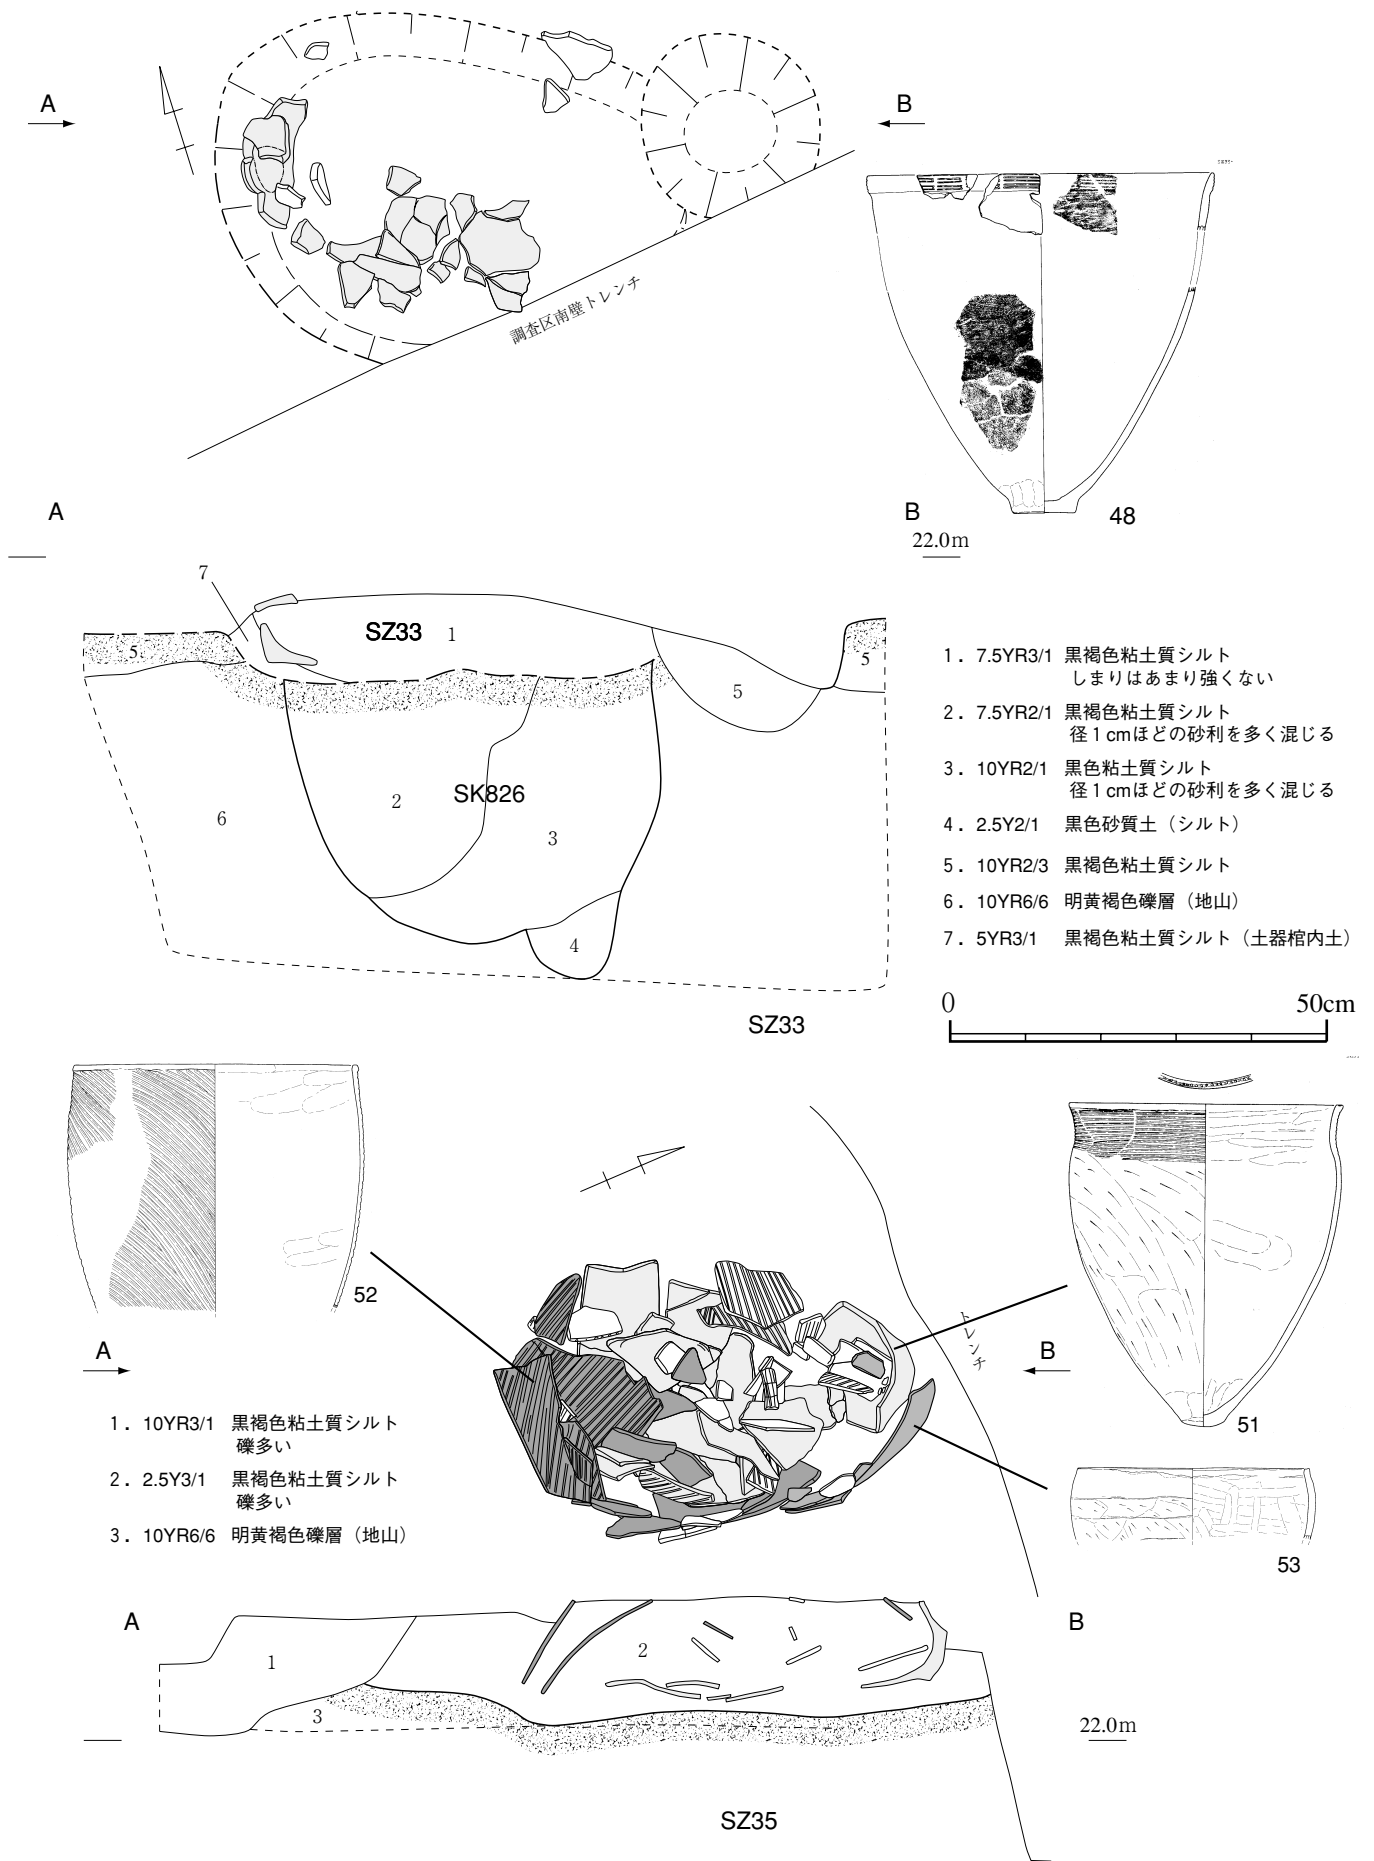 A
B
調査区南壁トレンチ
48
A
B
22.0m
7
SZ33
1
5
5
5
2
SK826
3
6
4
1．7.5YR3/1 黒褐色粘土質シルト
しまりはあまり強くない
2．7.5YR2/1 黒褐色粘土質シルト
径１cmほどの砂利を多く混じる
3．10YR2/1 黒色粘土質シルト
径１cmほどの砂利を多く混じる
4．2.5Y2/1 黒色砂質土（シルト）
5．10YR2/3 黒褐色粘土質シルト
6．10YR6/6 明黄褐色礫層（地山）
7．5YR3/1 黒褐色粘土質シルト（土器棺内土）
0
50cm
SZ33
52
51
53
トレンチ
A
B
1．10YR3/1 黒褐色粘土質シルト
礫多い
2．2.5Y3/1 黒褐色粘土質シルト
礫多い
3．10YR6/6 明黄褐色礫層（地山）
A
B
1
2
3
22.0m
SZ35